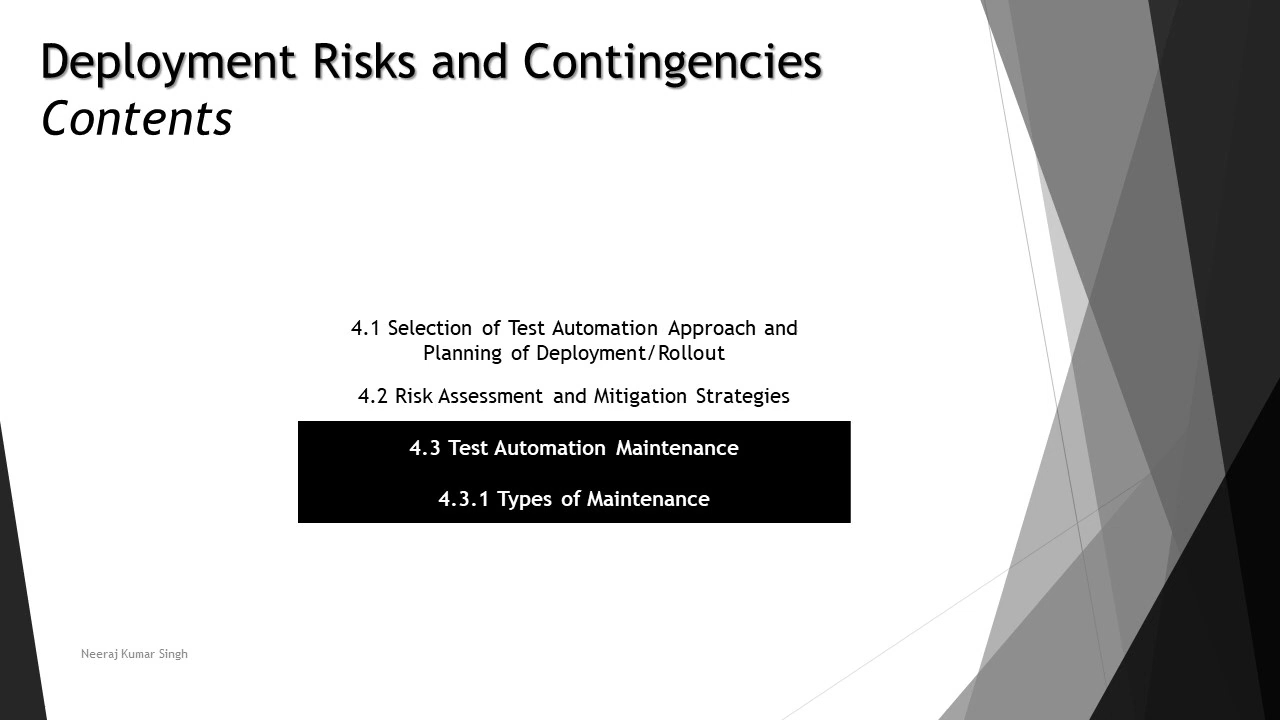 Deployment Risks and Contingencies
Contents
4.1 Selection of Test Automation Approach and
Planning of Deployment/Rollout
4.2 Risk Assessment and Mitigation Strategies
4.3 Test Automation Maintenance
4.3.1 Types of Maintenance
Neeraj Kumar Singh